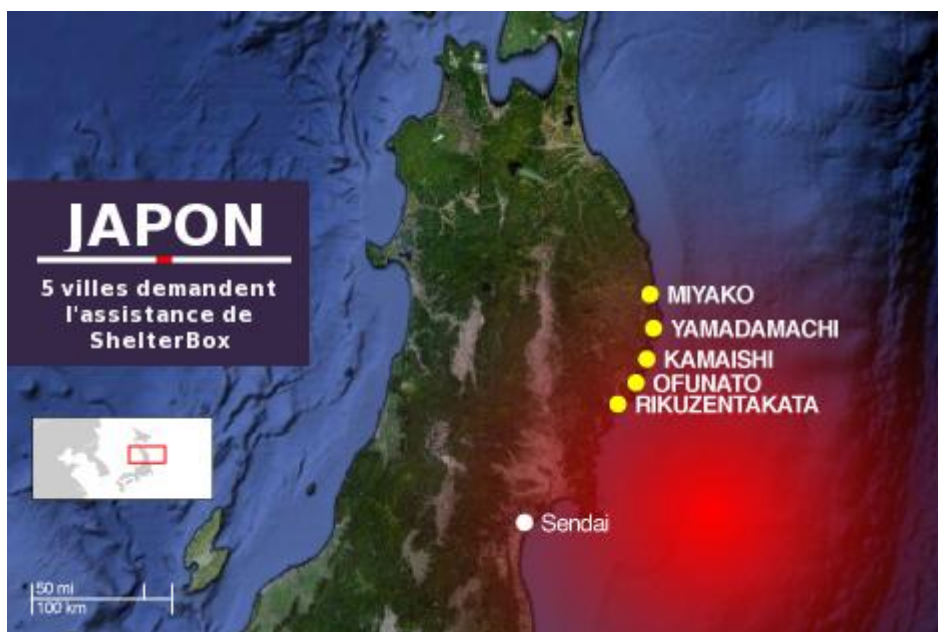 JAPON
5 villes demandent
l'assistance de
ShelterBox
MIYAKO
YAMADAMACHI
KAMAISHI
OFUNATO
RIKUZENTAKATA
Sendai
50 mi
100 km